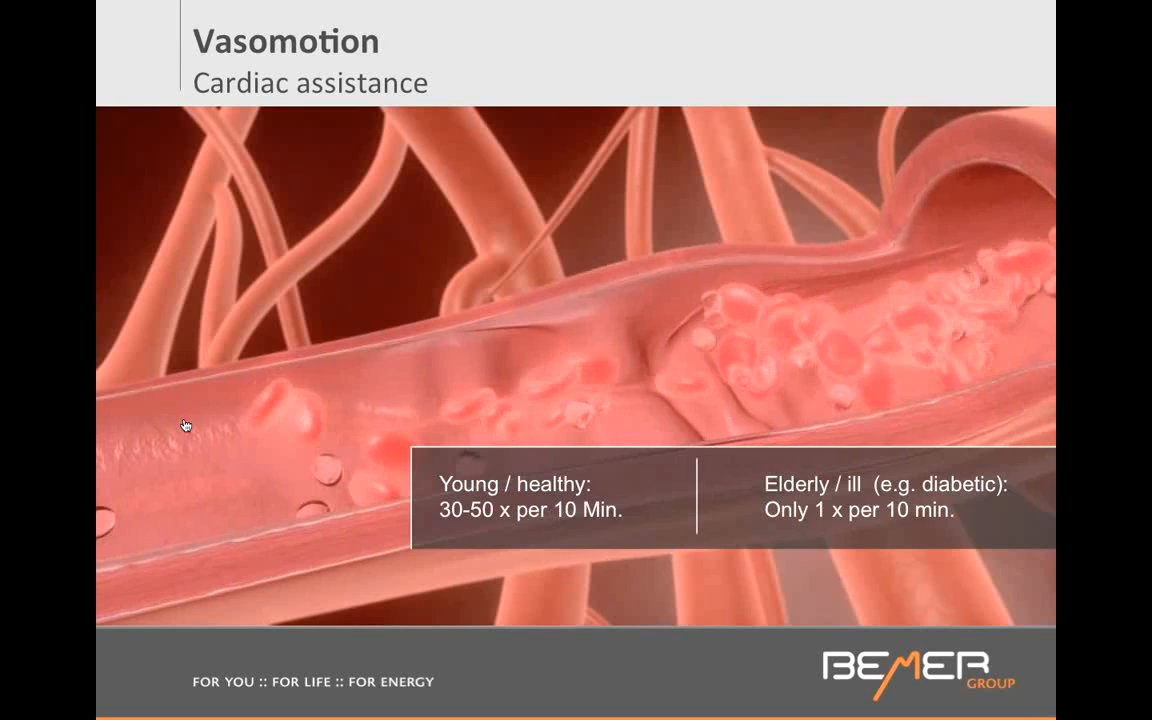 Vasomotion
Cardiac assistance
Young / healthy:
30-50 x per 10 Min.
Elderly / ill (e.g. diabetic):
Only 1 x per 10 min.
FOR YOU :: FOR LIFE :: FOR ENERGY
BEMER
GROUP